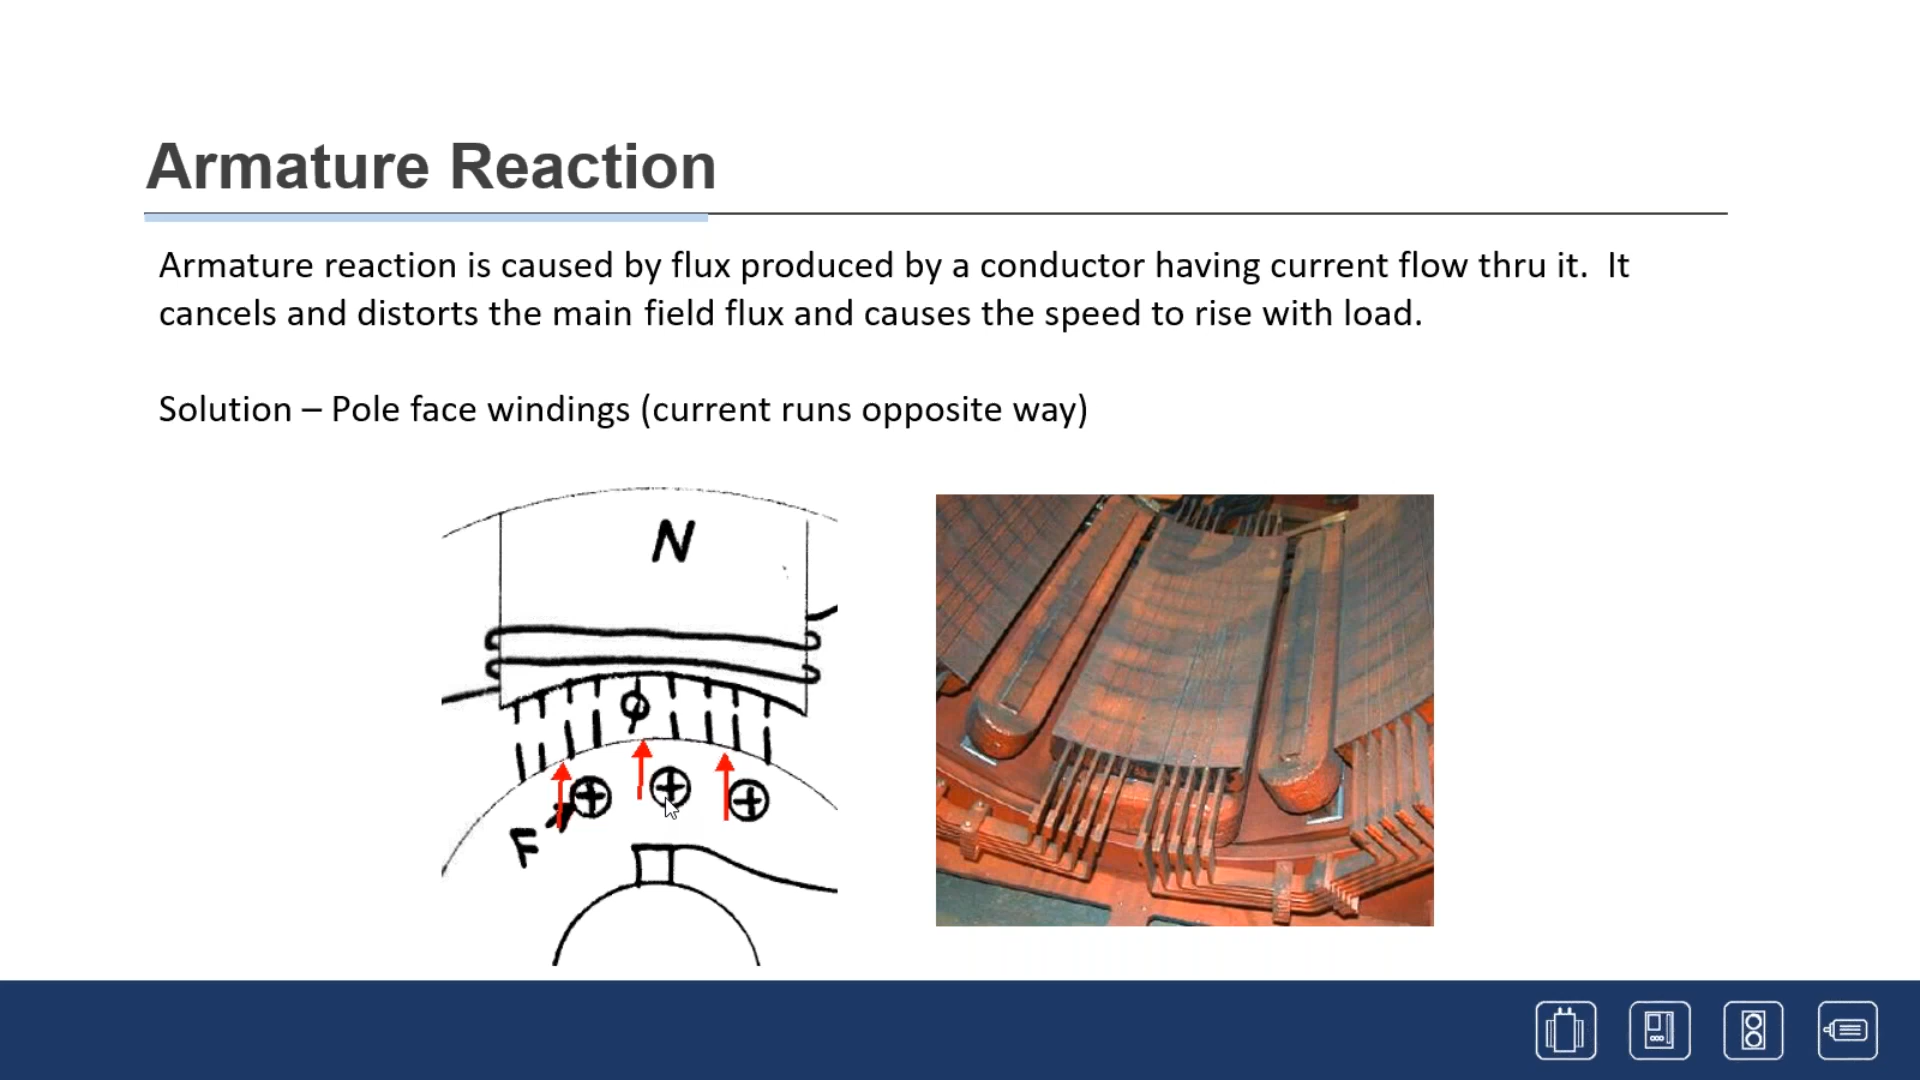 Armature Reaction
Armature reaction is caused by flux produced by a conductor having current flow thru it.  It
cancels and distorts the main field flux and causes the speed to rise with load.
Solution – Pole face windings (current runs opposite way)
N
ϕ
F